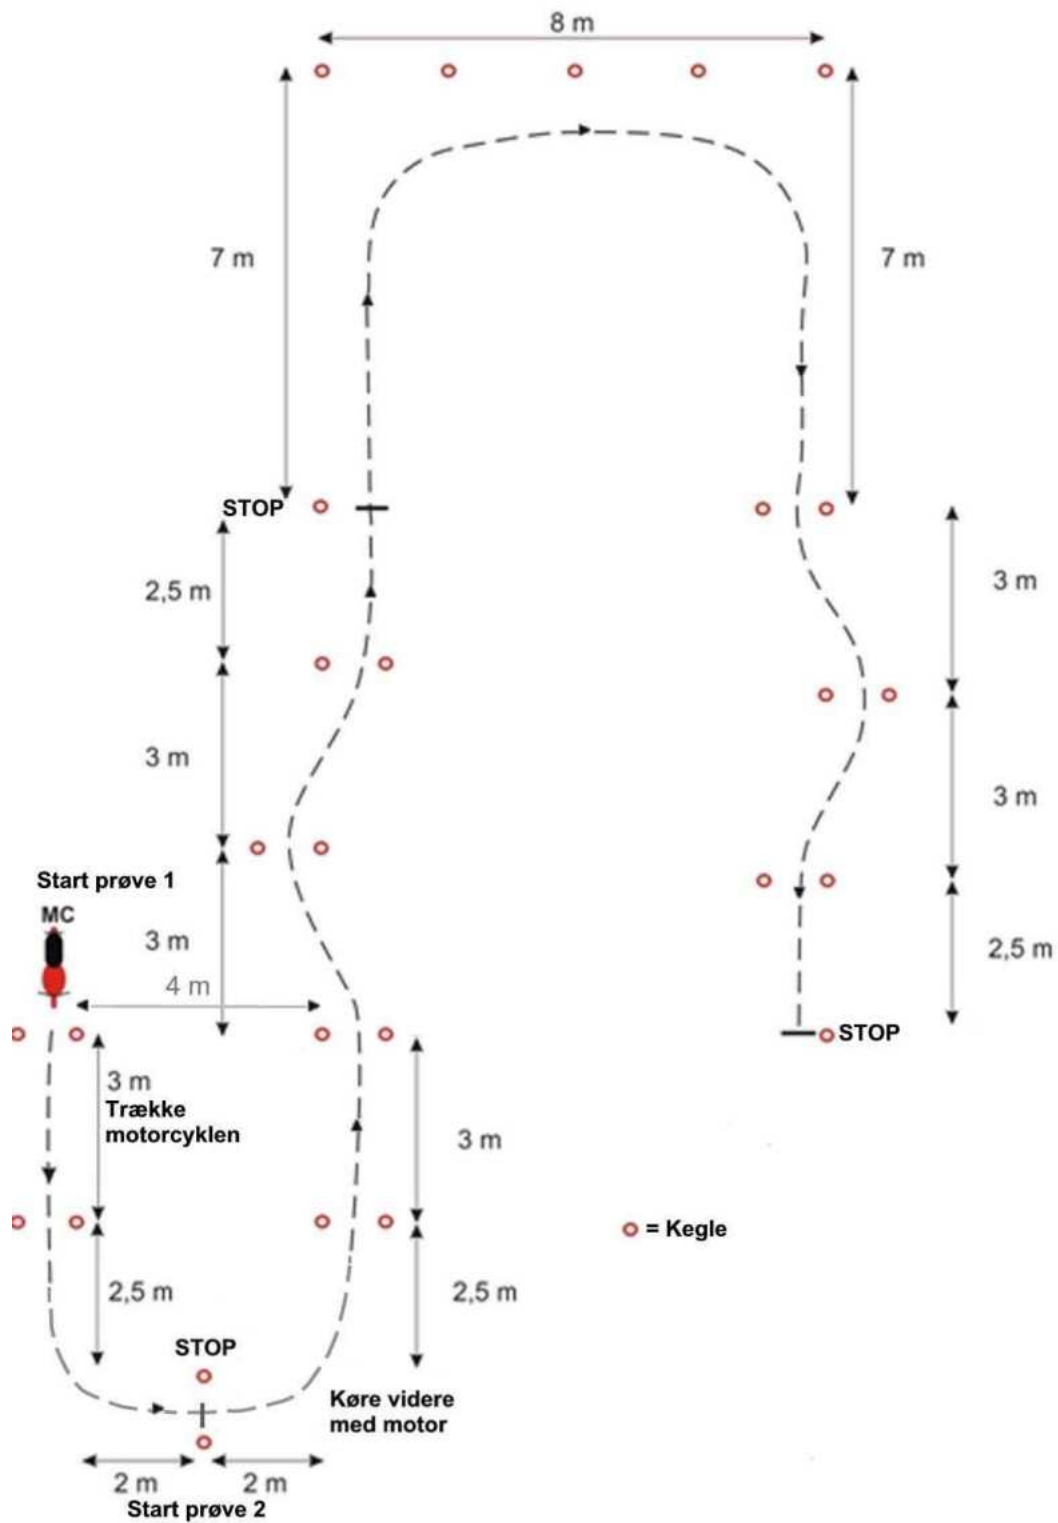 8 m
7 m
7 m
STOP
2,5 m
3 m
3 m
3 m
Start prøve 1
MC
3 m
4 m
2,5 m
STOP
3 m
Trække
motorcyklen
3 m
= Kegle
2,5 m
2,5 m
STOP
Køre videre
med motor
2 m
2 m
Start prøve 2